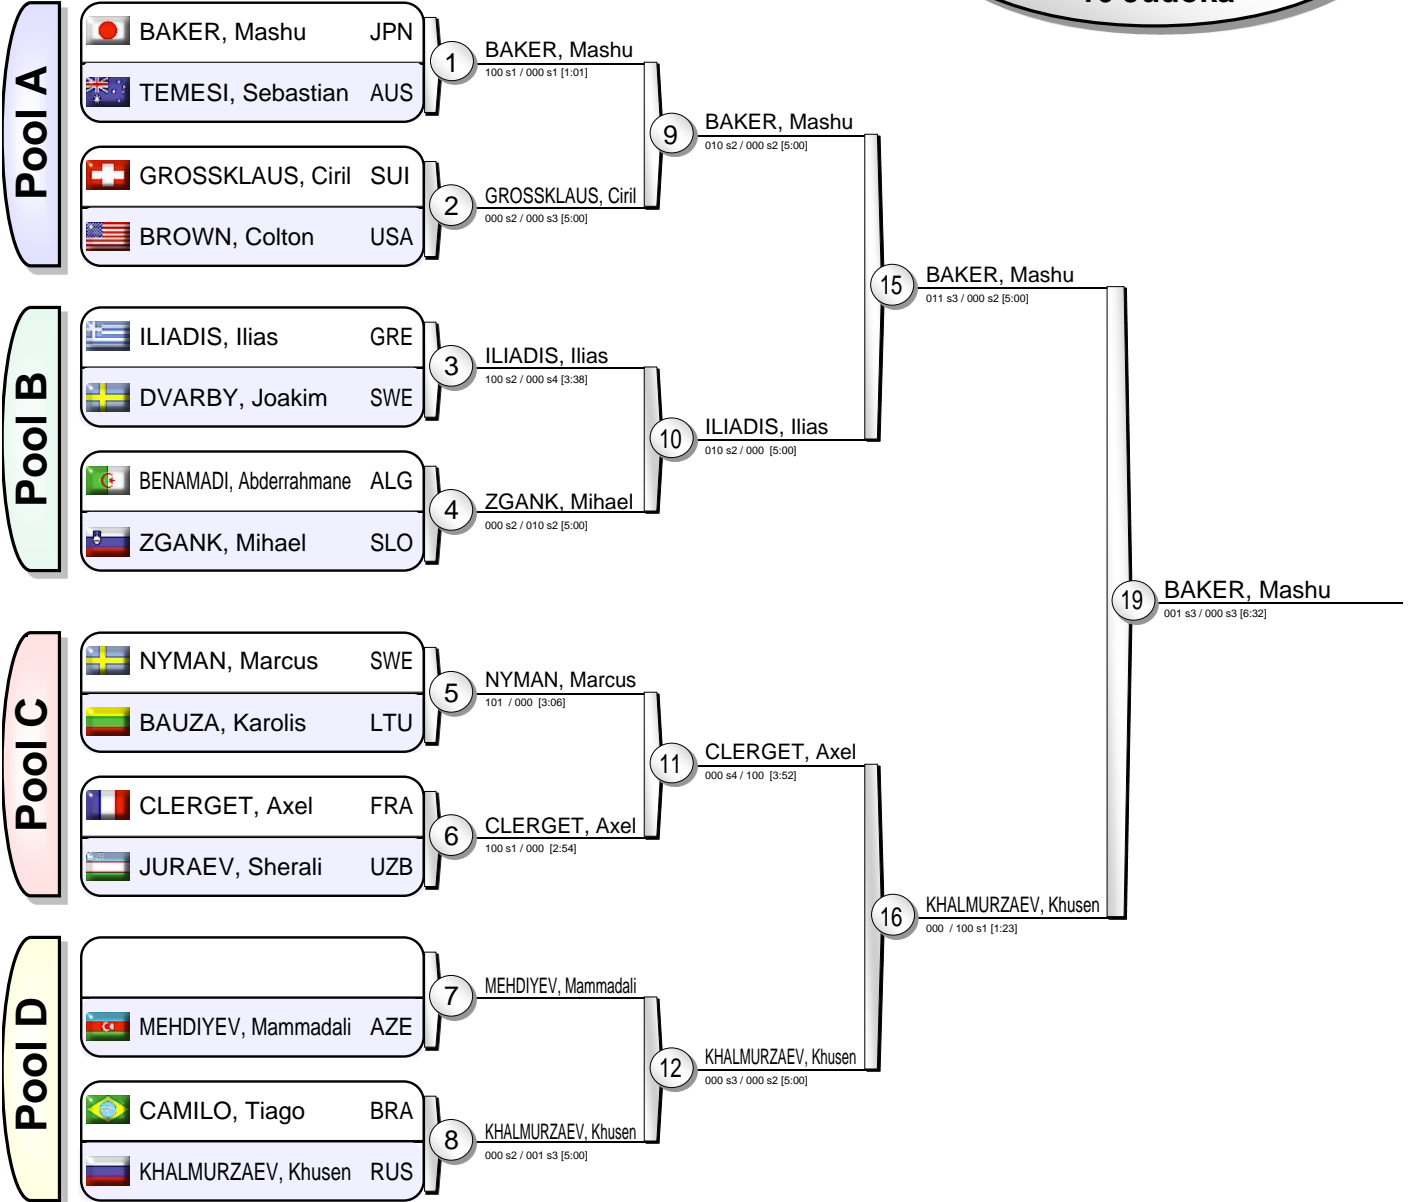 Pool A
BAKER, Mashu JPN
TEMESI, Sebastian AUS
1
BAKER, Mashu
100 s1 / 000 s1 [1:01]
GROSSKLAUS, Ciril SUI
BROWN, Colton USA
2
GROSSKLAUS, Ciril
000 s2 / 000 s3 [5:00]
9
BAKER, Mashu
010 s2 / 000 s2 [5:00]
Pool B
ILIADIS, Ilias GRE
DVARBY, Joakim SWE
3
ILIADIS, Ilias
100 s2 / 000 s4 [3:38]
BENAMADI, Abderrahmane ALG
ZGANK, Mihael SLO
4
ZGANK, Mihael
000 s2 / 010 s2 [5:00]
10
ILIADIS, Ilias
010 s2 / 000 [5:00]
15
BAKER, Mashu
011 s3 / 000 s2 [5:00]
Pool C
NYMAN, Marcus SWE
BAUZA, Karolis LTU
5
NYMAN, Marcus
101 / 000 [3:06]
CLERGET, Axel FRA
JURAEV, Sherali UZB
6
CLERGET, Axel
100 s1 / 000 [2:54]
11
CLERGET, Axel
000 s4 / 100 [3:52]
Pool D
MEHDIYEV, Mammadali AZE
7
MEHDIYEV, Mammadali
CAMILO, Tiago BRA
KHALMURZAEV, Khusen RUS
8
KHALMURZAEV, Khusen
000 s2 / 001 s3 [5:00]
12
KHALMURZAEV, Khusen
000 s3 / 000 s2 [5:00]
16
KHALMURZAEV, Khusen
000 / 100 s1 [1:23]
19
BAKER, Mashu
001 s3 / 000 s3 [6:32]